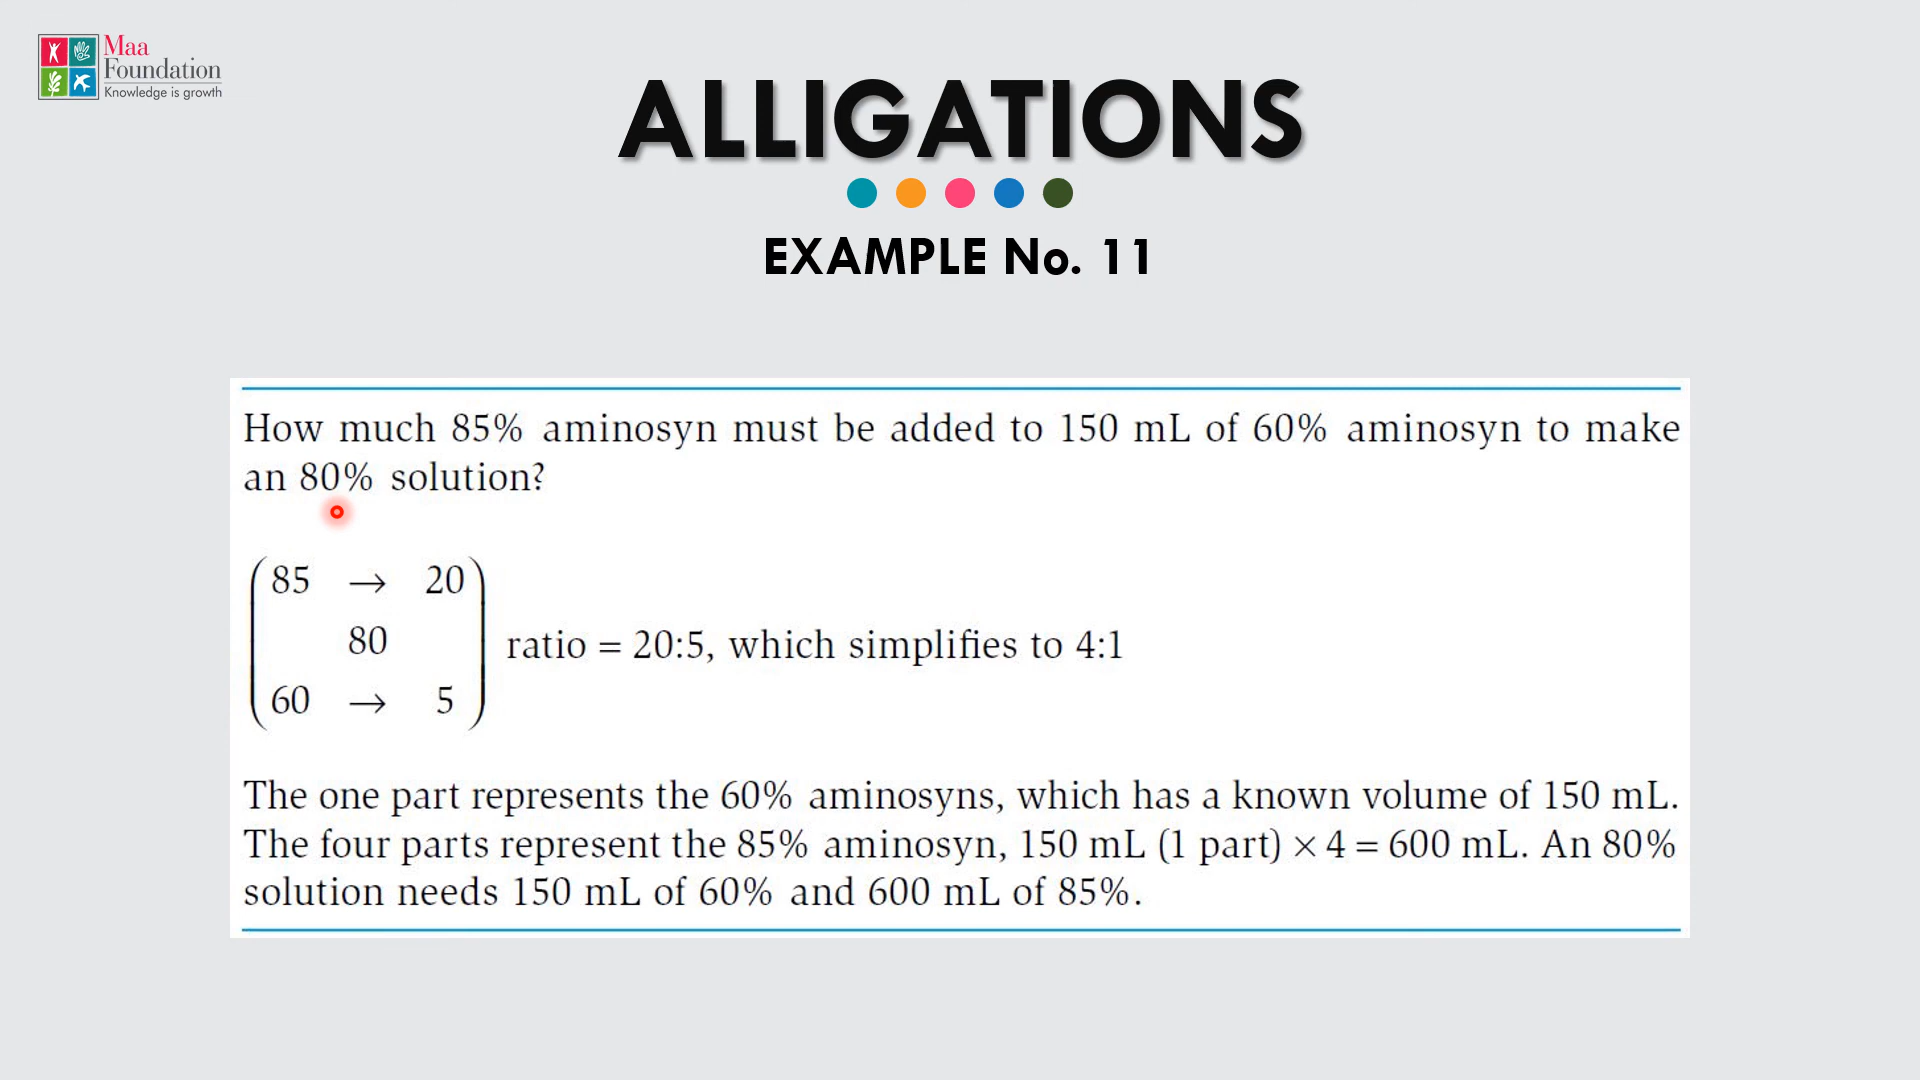 Maa
Foundation
Knowledge is growth
ALLIGATIONS
EXAMPLE No. 11
How much 85% aminosyn must be added to 150 mL of 60% aminosyn to make
an 80% solution?
85 → 20
80
60 → 5
ratio = 20:5, which simplifies to 4:1
The one part represents the 60% aminosyns, which has a known volume of 150 mL.
The four parts represent the 85% aminosyn, 150 mL (1 part) × 4 = 600 mL. An 80%
solution needs 150 mL of 60% and 600 mL of 85%.